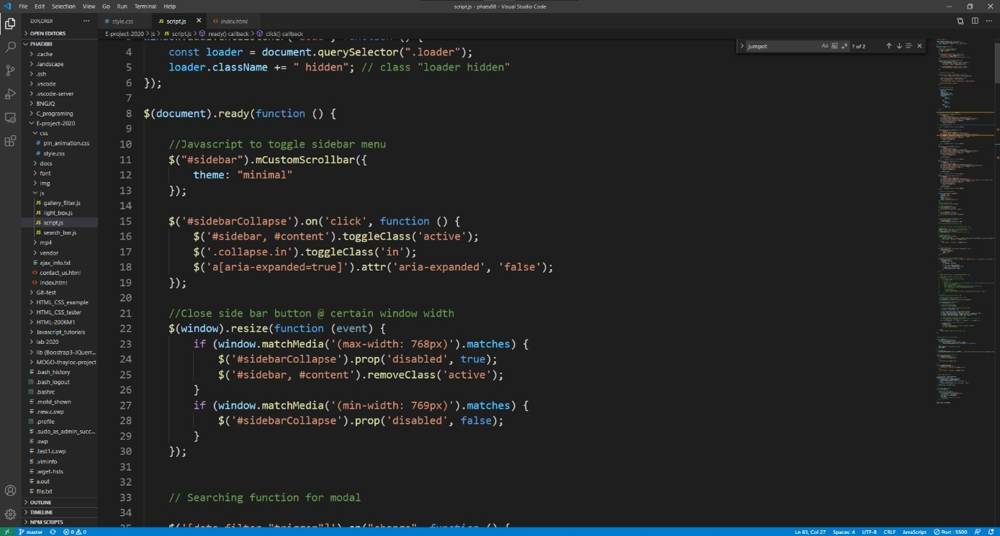 File Edit Selection View Go Run Terminal Help
script.js - phatx88 - Visual Studio Code
EXPLORER
OPEN EDITORS
PHATX88
.cache
.landscape
.ssh
.vscode
.vscode-server
BNGJQ
C_programing
E-project-2020
css
# pin_animation.css
# style.css
docs
font
img
js
JS gallery_filter.js
JS light_box.js
JS script.js
JS search_bar.js
mp4
vendor
ajax_info.txt
contact_us.html
index.html
Git-test
HTML_CSS_example
HTML_CSS_tester
HTML-2006M1
Javascript_tutorials
lab 2020
lib (Boostrap3-JQuerr...
MOGO-thayloc-project
.bash_history
.bash_logout
.bashrc
.motd_shown
.new.c.swp
.profile
.sudo_as_admin_succ...
.swp
.test1.c.swp
.viminfo
.wget-hsts
a.out
file.txt
OUTLINE
TIMELINE
NPM SCRIPTS
# style.css
JS script.js
index.html
E-project-2020 > js > JS script.js > ready() callback > click() callback
jumpot
Aa
? of 2
4 const loader = document.querySelector(".loader");
5 loader.className += " hidden"; // class "loader hidden"
6 });
7
8 $(document).ready(function () {
9
10 //Javascript to toggle sidebar menu
11 $("#sidebar").mCustomScrollbar({
12 theme: "minimal"
13 });
14
15 $('#sidebarCollapse').on('click', function () {
16 $('#sidebar, #content').toggleClass('active');
17 $('.collapse.in').toggleClass('in');
18 $('a[aria-expanded=true]').attr('aria-expanded', 'false');
19 });
20
21 //Close side bar button @ certain window width
22 $(window).resize(function (event) {
23 if (window.matchMedia('(max-width: 768px)').matches) {
24 $('#sidebarCollapse').prop('disabled', true);
25 $('#sidebar, #content').removeClass('active');
26 }
27 if (window.matchMedia('(min-width: 769px)').matches) {
28 $('#sidebarCollapse').prop('disabled', false);
29 }
30 });
31
32
33 // Searching function for modal
34
master
0 0
Ln 83, Col 27
Spaces: 4
UTF-8
CRLF
JavaScript
Port : 5500